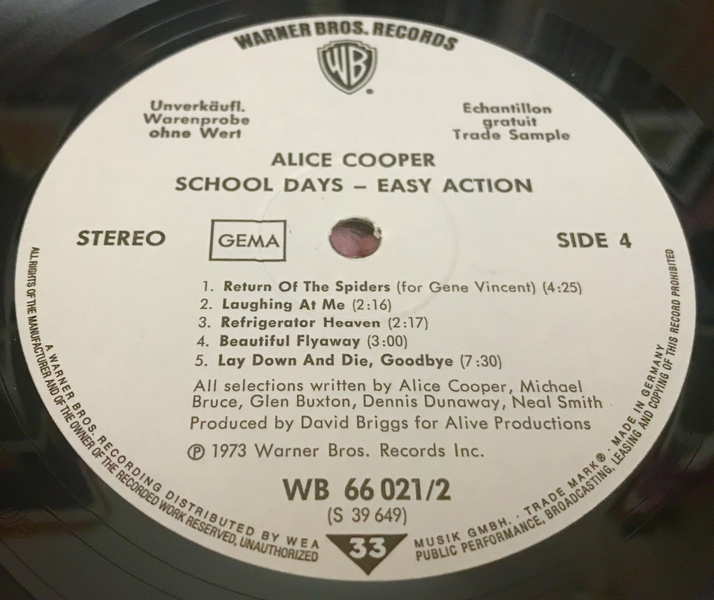 WARNER BROS. RECORDS
WB
Unverkäufl.
Warenprobe
ohne Wert
Echantillon
gratuit
Trade Sample
ALICE COOPER
SCHOOL DAYS – EASY ACTION
STEREO
GEMA
SIDE 4
1. Return Of The Spiders (for Gene Vincent) (4:25)
2. Laughing At Me (2:16)
3. Refrigerator Heaven (2:17)
4. Beautiful Flyaway (3:00)
5. Lay Down And Die, Goodbye (7:30)
All selections written by Alice Cooper, Michael
Bruce, Glen Buxton, Dennis Dunaway, Neal Smith
Produced by David Briggs for Alive Productions
℗ 1973 Warner Bros. Records Inc.
WB 66 021/2
(S 39 649)
33
A WARNER BROS. RECORDING DISTRIBUTED BY WEA MUSIK GMBH. · TRADE MARK® · MADE IN GERMANY
ALL RIGHTS OF THE MANUFACTURER AND OF THE OWNER OF THE RECORDED WORK RESERVED, UNAUTHORIZED PUBLIC PERFORMANCE, BROADCASTING, LEASING AND COPYING OF THIS RECORD PROHIBITED